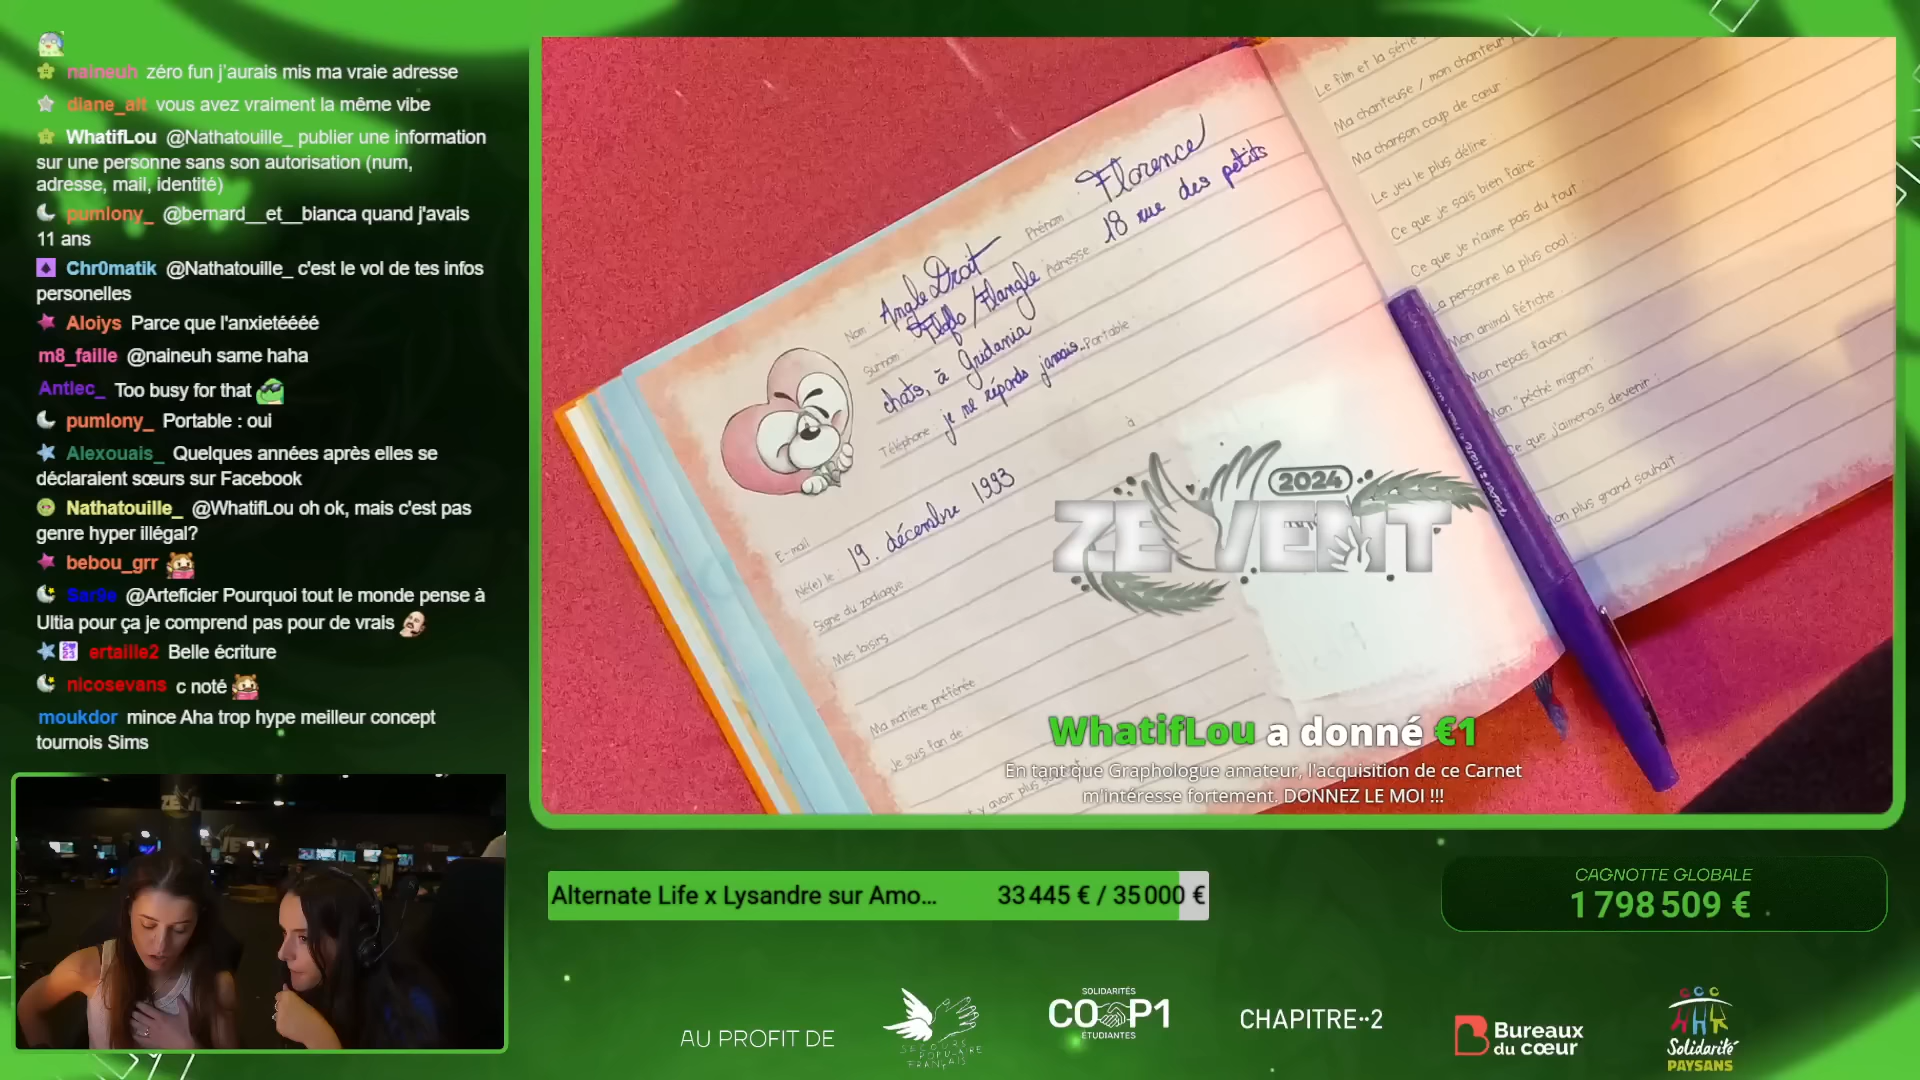 naineuh zéro fun j'aurais mis ma vraie adresse
diane_alt vous avez vraiment la même vibe
WhatifLou @Nathatouille_ publier une information
sur une personne sans son autorisation (num,
adresse, mail, identité)
pumlony_ @bernard__et__bianca quand j'avais
11 ans
Chr0matik @Nathatouille_ c'est le vol de tes infos
personelles
Aloiys Parce que l'anxietéééé
m8_faille @naineuh same haha
Antlec_ Too busy for that
pumlony_ Portable : oui
Alexouais_ Quelques années après elles se
déclaraient sœurs sur Facebook
Nathatouille_ @WhatifLou oh ok, mais c'est pas
genre hyper illégal?
bebou_grr
Sar9e @Arteficier Pourquoi tout le monde pense à
Ultia pour ça je comprend pas pour de vrais
ertaille2 Belle écriture
nicosevans c noté
moukdor mince Aha trop hype meilleur concept
tournois Sims
Nom Angle Droit Prénom Florence
Surnom Flofo / Flangle Adresse 18 rue des petits
chats, à Gridania
Téléphone je ne réponds jamais. Portable :
à
E-mail
Né(e) le : 19. décembre 1993
Signe du zodiaque
Mes loisirs
Ma matière préférée
Je suis fan de :
Le film et la série
Ma chanteuse / mon chanteur
Ma chanson coup de cœur
Le jeu le plus délire :
Ce que je sais bien faire :
Ce que je n'aime pas du tout :
La personne la plus cool :
Mon animal fétiche :
Mon repas favori
Mon "péché mignon"
Ce que j'aimerais devenir :
Mon plus grand souhait
2024
ZEVENT
WhatifLou a donné €1
En tant que Graphologue amateur, l'acquisition de ce Carnet
m'intéresse fortement. DONNEZ LE MOI !!!
Alternate Life x Lysandre sur Amo... 33 445 € / 35 000 €
CAGNOTTE GLOBALE
1 798 509 €
AU PROFIT DE
SECOURS
POPULAIRE
FRANÇAIS
SOLIDARITÉS
CO P1
ÉTUDIANTES
CHAPITRE··2
Bureaux
du cœur
Solidarité
PAYSANS